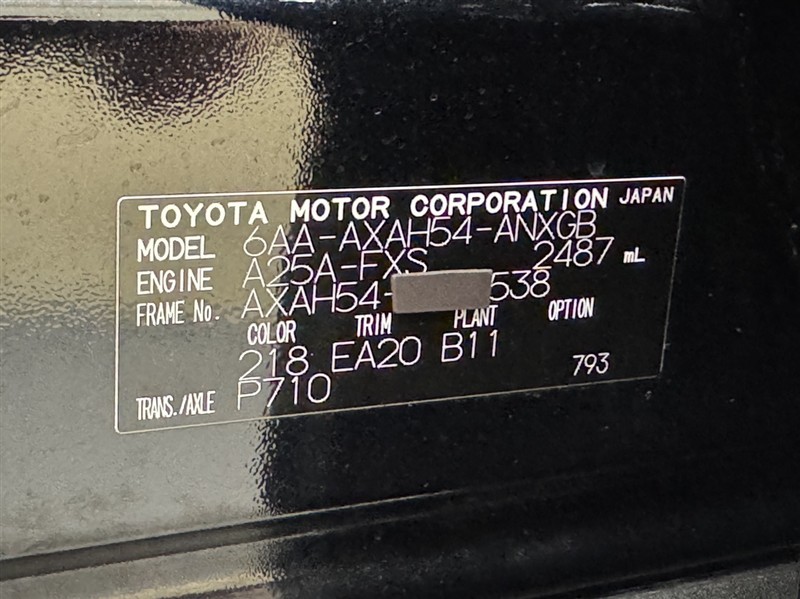 TOYOTA MOTOR CORPORATION JAPAN
MODEL 6AA-AXAH54-ANXGB
ENGINE A25A-FXS 2487 mL
FRAME No. AXAH54- 538
COLOR TRIM PLANT OPTION
218 EA20 B11 793
TRANS./AXLE P710